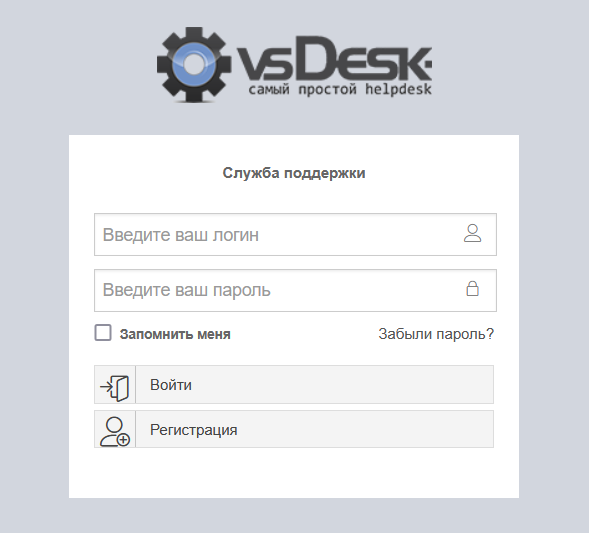 vsDesk
самый простой helpdesk
Служба поддержки
Введите ваш логин
Введите ваш пароль
Запомнить меня Забыли пароль?
Войти
Регистрация